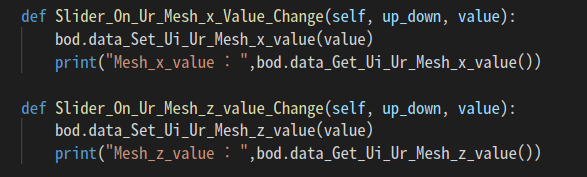 def Slider_On_Ur_Mesh_x_Value_Change(self, up_down, value):
    bod.data_Set_Ui_Ur_Mesh_x_value(value)
    print("Mesh_x_value : ",bod.data_Get_Ui_Ur_Mesh_x_value())

def Slider_On_Ur_Mesh_z_value_Change(self, up_down, value):
    bod.data_Set_Ui_Ur_Mesh_z_value(value)
    print("Mesh_z_value : ",bod.data_Get_Ui_Ur_Mesh_z_value())